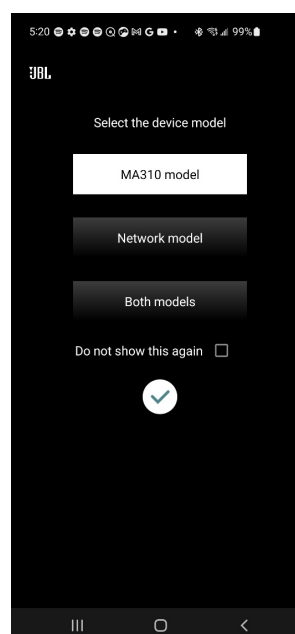 5:20 99%
JBL
Select the device model
MA310 model
Network model
Both models
Do not show this again